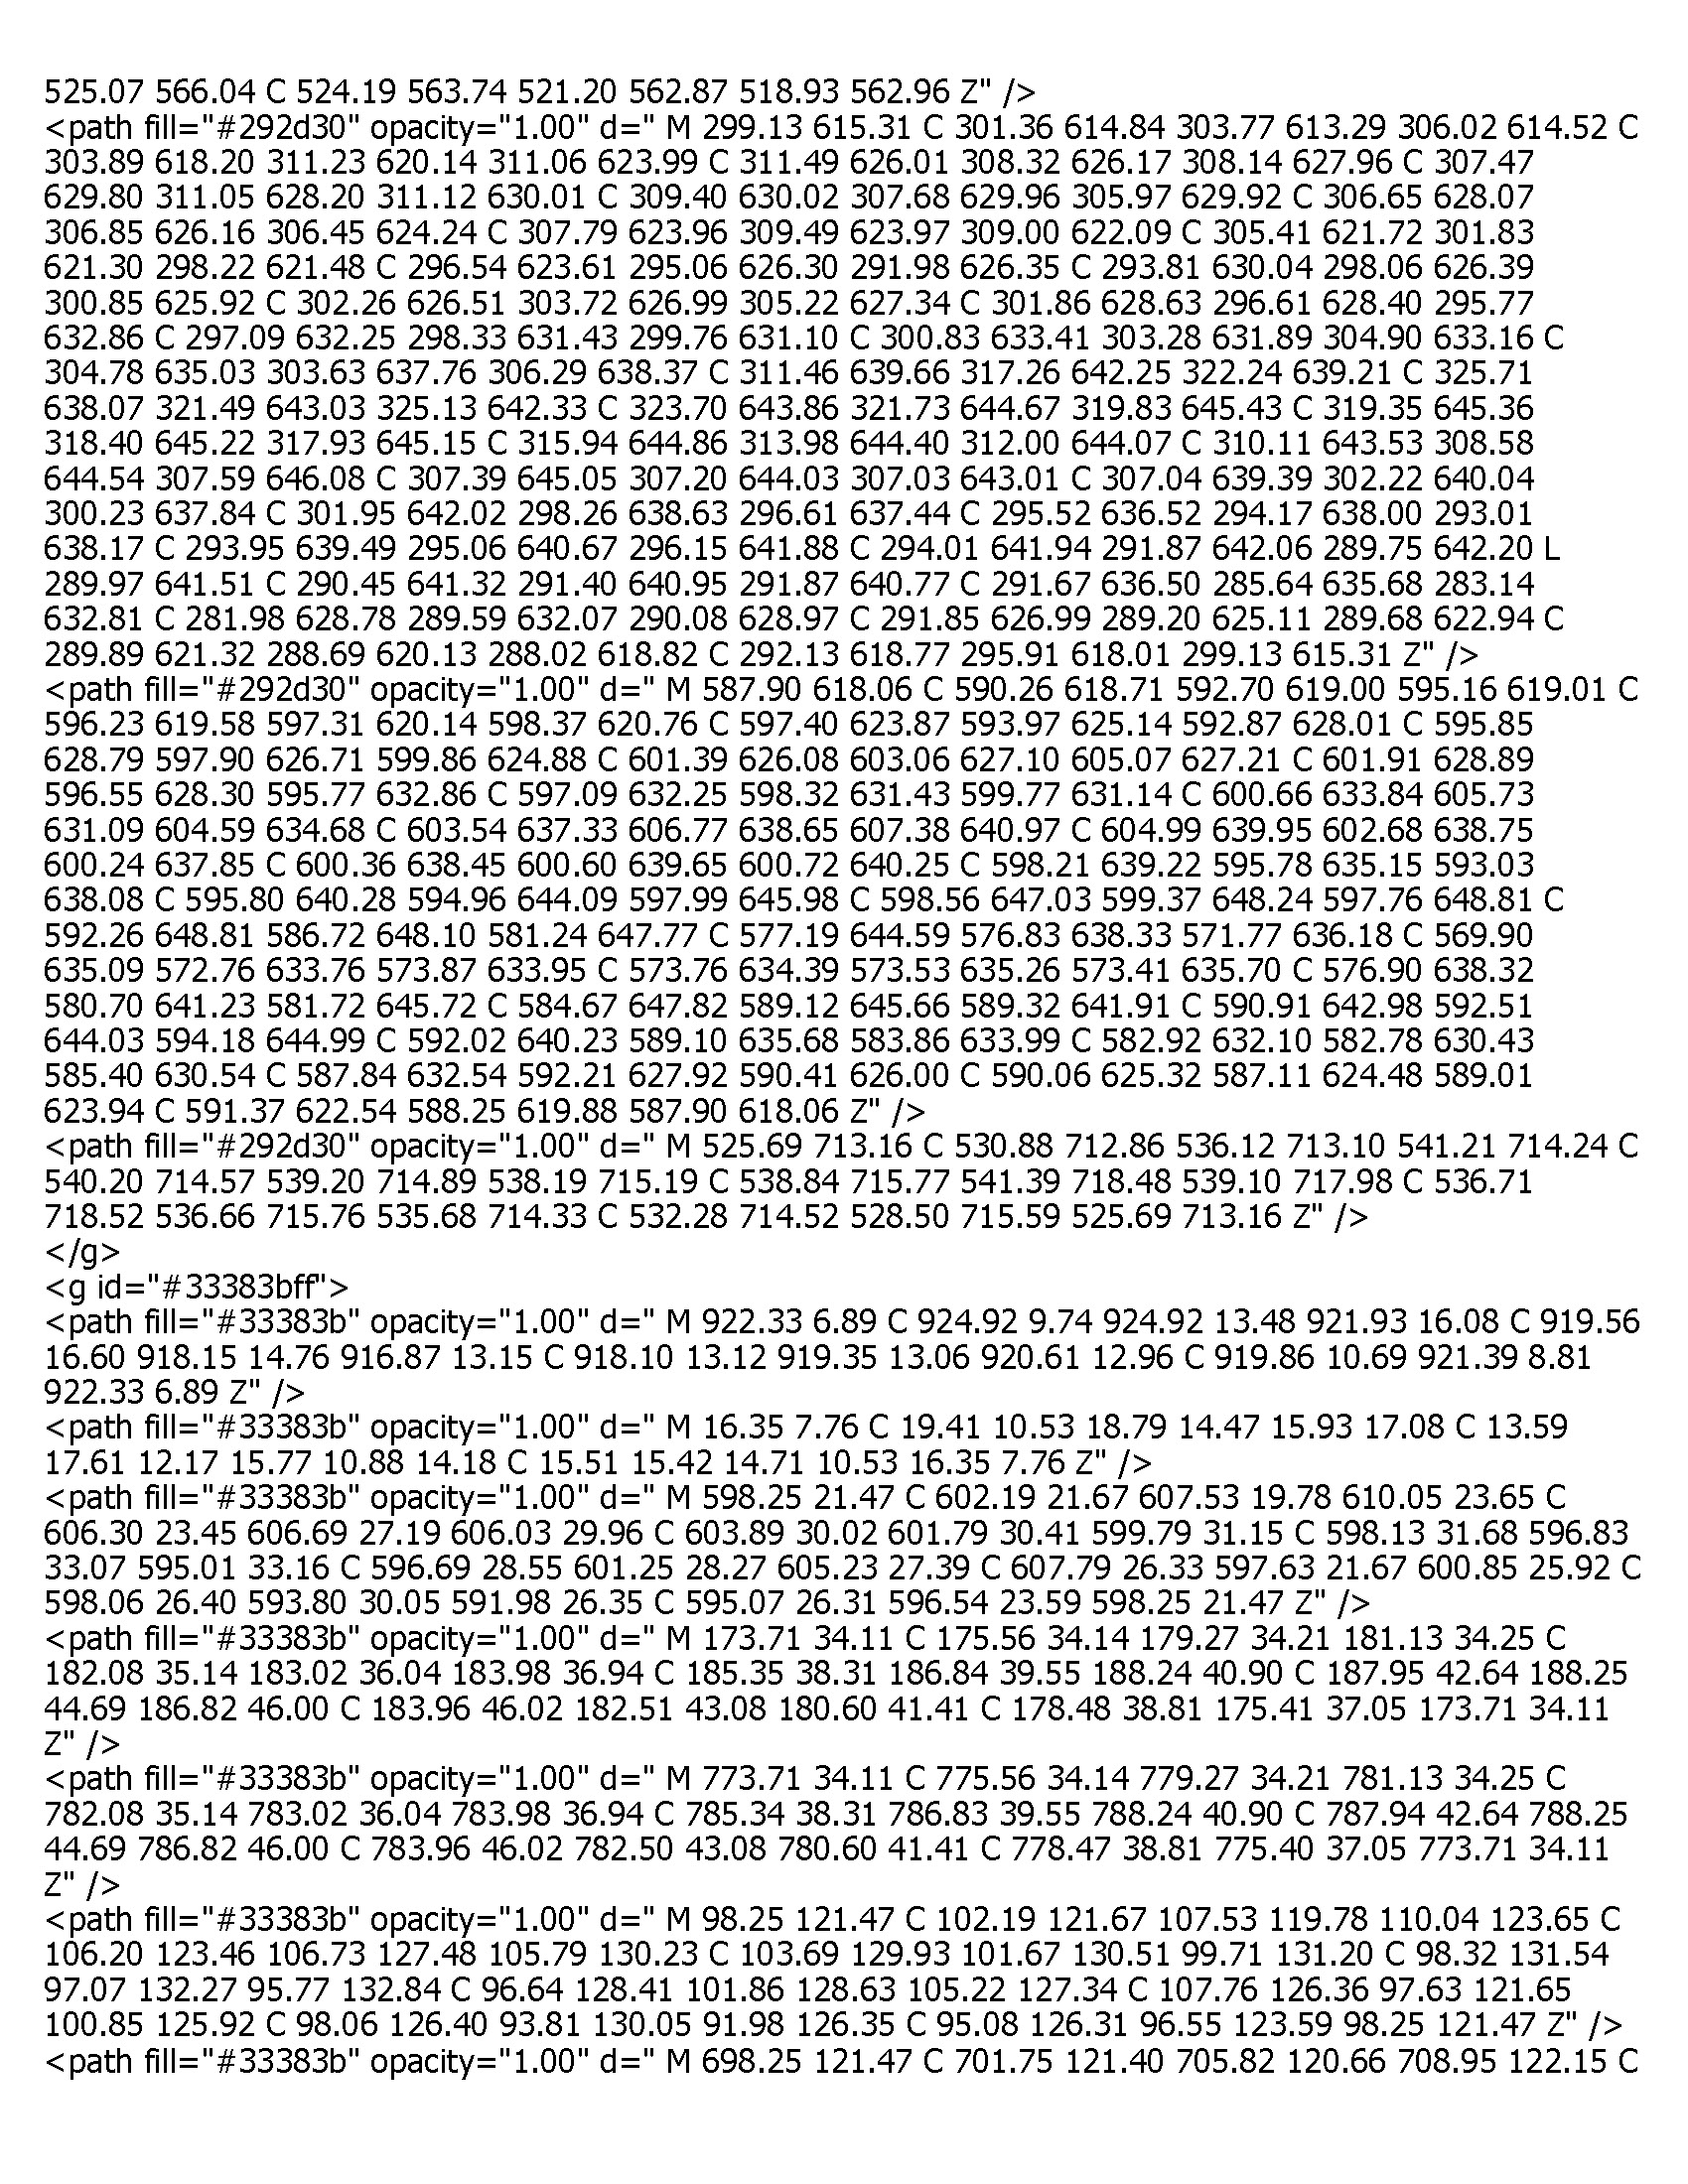 525.07 566.04 C 524.19 563.74 521.20 562.87 518.93 562.96 Z" />
<path fill="#292d30" opacity="1.00" d=" M 299.13 615.31 C 301.36 614.84 303.77 613.29 306.02 614.52 C
303.89 618.20 311.23 620.14 311.06 623.99 C 311.49 626.01 308.32 626.17 308.14 627.96 C 307.47
629.80 311.05 628.20 311.12 630.01 C 309.40 630.02 307.68 629.96 305.97 629.92 C 306.65 628.07
306.85 626.16 306.45 624.24 C 307.79 623.96 309.49 623.97 309.00 622.09 C 305.41 621.72 301.83
621.30 298.22 621.48 C 296.54 623.61 295.06 626.30 291.98 626.35 C 293.81 630.04 298.06 626.39
300.85 625.92 C 302.26 626.51 303.72 626.99 305.22 627.34 C 301.86 628.63 296.61 628.40 295.77
632.86 C 297.09 632.25 298.33 631.43 299.76 631.10 C 300.83 633.41 303.28 631.89 304.90 633.16 C
304.78 635.03 303.63 637.76 306.29 638.37 C 311.46 639.66 317.26 642.25 322.24 639.21 C 325.71
638.07 321.49 643.03 325.13 642.33 C 323.70 643.86 321.73 644.67 319.83 645.43 C 319.35 645.36
318.40 645.22 317.93 645.15 C 315.94 644.86 313.98 644.40 312.00 644.07 C 310.11 643.53 308.58
644.54 307.59 646.08 C 307.39 645.05 307.20 644.03 307.03 643.01 C 307.04 639.39 302.22 640.04
300.23 637.84 C 301.95 642.02 298.26 638.63 296.61 637.44 C 295.52 636.52 294.17 638.00 293.01
638.17 C 293.95 639.49 295.06 640.67 296.15 641.88 C 294.01 641.94 291.87 642.06 289.75 642.20 L
289.97 641.51 C 290.45 641.32 291.40 640.95 291.87 640.77 C 291.67 636.50 285.64 635.68 283.14
632.81 C 281.98 628.78 289.59 632.07 290.08 628.97 C 291.85 626.99 289.20 625.11 289.68 622.94 C
289.89 621.32 288.69 620.13 288.02 618.82 C 292.13 618.77 295.91 618.01 299.13 615.31 Z" />
<path fill="#292d30" opacity="1.00" d=" M 587.90 618.06 C 590.26 618.71 592.70 619.00 595.16 619.01 C
596.23 619.58 597.31 620.14 598.37 620.76 C 597.40 623.87 593.97 625.14 592.87 628.01 C 595.85
628.79 597.90 626.71 599.86 624.88 C 601.39 626.08 603.06 627.10 605.07 627.21 C 601.91 628.89
596.55 628.30 595.77 632.86 C 597.09 632.25 598.32 631.43 599.77 631.14 C 600.66 633.84 605.73
631.09 604.59 634.68 C 603.54 637.33 606.77 638.65 607.38 640.97 C 604.99 639.95 602.68 638.75
600.24 637.85 C 600.36 638.45 600.60 639.65 600.72 640.25 C 598.21 639.22 595.78 635.15 593.03
638.08 C 595.80 640.28 594.96 644.09 597.99 645.98 C 598.56 647.03 599.37 648.24 597.76 648.81 C
592.26 648.81 586.72 648.10 581.24 647.77 C 577.19 644.59 576.83 638.33 571.77 636.18 C 569.90
635.09 572.76 633.76 573.87 633.95 C 573.76 634.39 573.53 635.26 573.41 635.70 C 576.90 638.32
580.70 641.23 581.72 645.72 C 584.67 647.82 589.12 645.66 589.32 641.91 C 590.91 642.98 592.51
644.03 594.18 644.99 C 592.02 640.23 589.10 635.68 583.86 633.99 C 582.92 632.10 582.78 630.43
585.40 630.54 C 587.84 632.54 592.21 627.92 590.41 626.00 C 590.06 625.32 587.11 624.48 589.01
623.94 C 591.37 622.54 588.25 619.88 587.90 618.06 Z" />
<path fill="#292d30" opacity="1.00" d=" M 525.69 713.16 C 530.88 712.86 536.12 713.10 541.21 714.24 C
540.20 714.57 539.20 714.89 538.19 715.19 C 538.84 715.77 541.39 718.48 539.10 717.98 C 536.71
718.52 536.66 715.76 535.68 714.33 C 532.28 714.52 528.50 715.59 525.69 713.16 Z" />
</g>
<g id="#33383bff">
<path fill="#33383b" opacity="1.00" d=" M 922.33 6.89 C 924.92 9.74 924.92 13.48 921.93 16.08 C 919.56
16.60 918.15 14.76 916.87 13.15 C 918.10 13.12 919.35 13.06 920.61 12.96 C 919.86 10.69 921.39 8.81
922.33 6.89 Z" />
<path fill="#33383b" opacity="1.00" d=" M 16.35 7.76 C 19.41 10.53 18.79 14.47 15.93 17.08 C 13.59
17.61 12.17 15.77 10.88 14.18 C 15.51 15.42 14.71 10.53 16.35 7.76 Z" />
<path fill="#33383b" opacity="1.00" d=" M 598.25 21.47 C 602.19 21.67 607.53 19.78 610.05 23.65 C
606.30 23.45 606.69 27.19 606.03 29.96 C 603.89 30.02 601.79 30.41 599.79 31.15 C 598.13 31.68 596.83
33.07 595.01 33.16 C 596.69 28.55 601.25 28.27 605.23 27.39 C 607.79 26.33 597.63 21.67 600.85 25.92 C
598.06 26.40 593.80 30.05 591.98 26.35 C 595.07 26.31 596.54 23.59 598.25 21.47 Z" />
<path fill="#33383b" opacity="1.00" d=" M 173.71 34.11 C 175.56 34.14 179.27 34.21 181.13 34.25 C
182.08 35.14 183.02 36.04 183.98 36.94 C 185.35 38.31 186.84 39.55 188.24 40.90 C 187.95 42.64 188.25
44.69 186.82 46.00 C 183.96 46.02 182.51 43.08 180.60 41.41 C 178.48 38.81 175.41 37.05 173.71 34.11
Z" />
<path fill="#33383b" opacity="1.00" d=" M 773.71 34.11 C 775.56 34.14 779.27 34.21 781.13 34.25 C
782.08 35.14 783.02 36.04 783.98 36.94 C 785.34 38.31 786.83 39.55 788.24 40.90 C 787.94 42.64 788.25
44.69 786.82 46.00 C 783.96 46.02 782.50 43.08 780.60 41.41 C 778.47 38.81 775.40 37.05 773.71 34.11
Z" />
<path fill="#33383b" opacity="1.00" d=" M 98.25 121.47 C 102.19 121.67 107.53 119.78 110.04 123.65 C
106.20 123.46 106.73 127.48 105.79 130.23 C 103.69 129.93 101.67 130.51 99.71 131.20 C 98.32 131.54
97.07 132.27 95.77 132.84 C 96.64 128.41 101.86 128.63 105.22 127.34 C 107.76 126.36 97.63 121.65
100.85 125.92 C 98.06 126.40 93.81 130.05 91.98 126.35 C 95.08 126.31 96.55 123.59 98.25 121.47 Z" />
<path fill="#33383b" opacity="1.00" d=" M 698.25 121.47 C 701.75 121.40 705.82 120.66 708.95 122.15 C